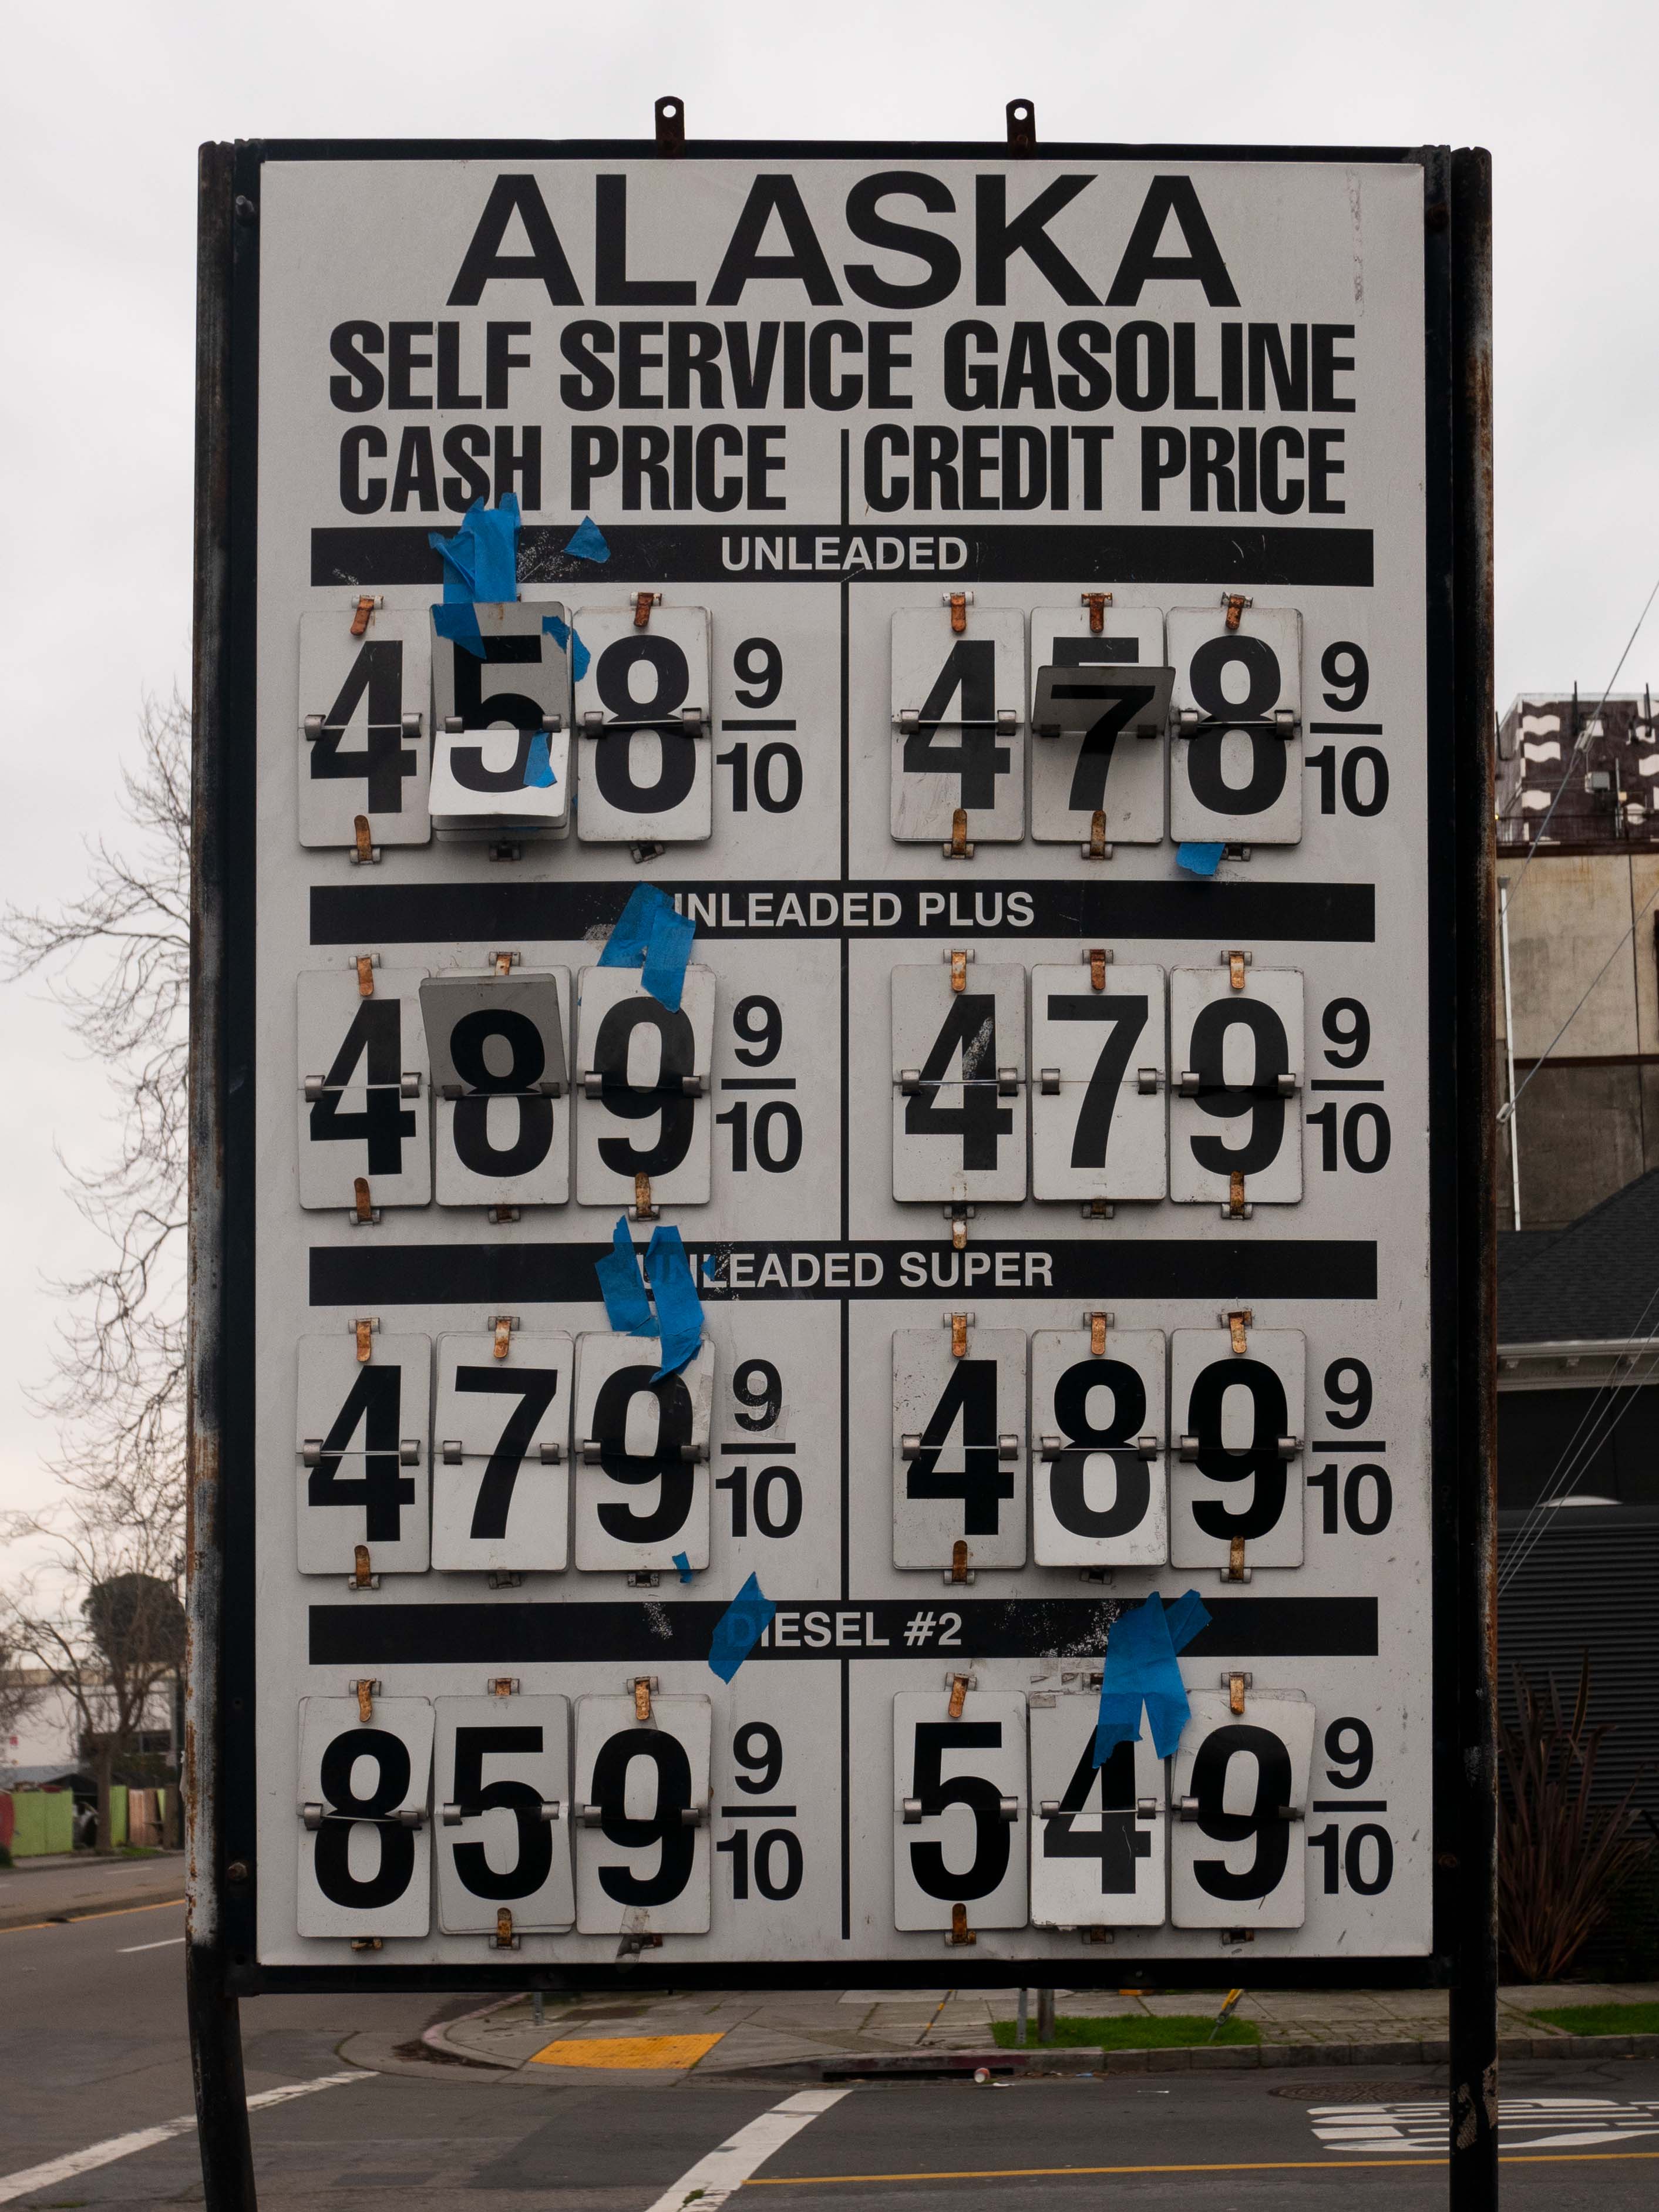 ALASKA
SELF SERVICE GASOLINE
CASH PRICE CREDIT PRICE
UNLEADED
458 9/10 478 9/10
UNLEADED PLUS
489 9/10 479 9/10
UNLEADED SUPER
479 9/10 489 9/10
DIESEL #2
859 9/10 549 9/10